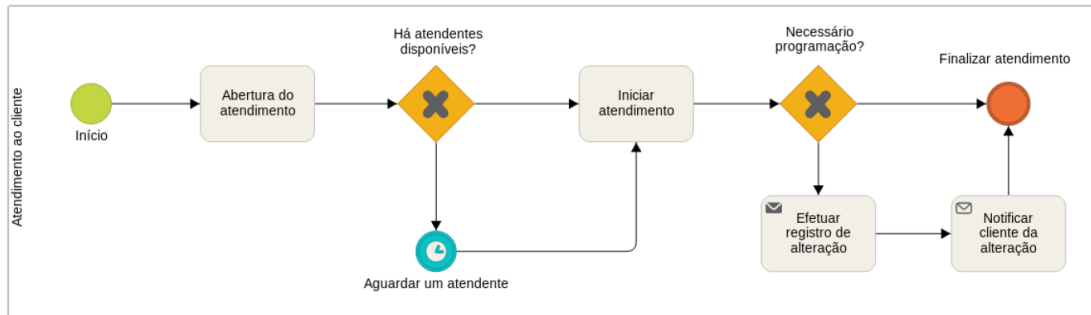 Atendimento ao cliente
Início
Abertura do
atendimento
Há atendentes
disponíveis?
Aguardar um atendente
Iniciar
atendimento
Necessário
programação?
Efetuar
registro de
alteração
Notificar
cliente da
alteração
Finalizar atendimento